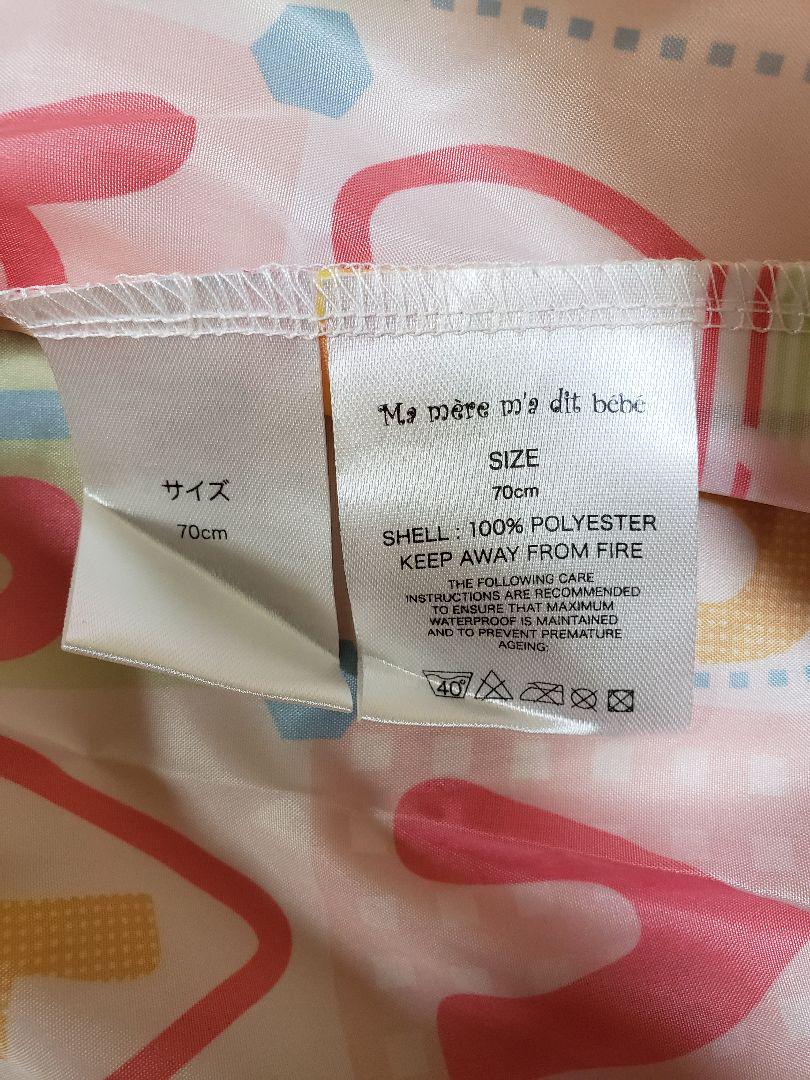 サイズ
70cm
Ma mère m'a dit bébé
SIZE
70cm
SHELL : 100% POLYESTER
KEEP AWAY FROM FIRE
THE FOLLOWING CARE
INSTRUCTIONS ARE RECOMMENDED
TO ENSURE THAT MAXIMUM
WATERPROOF IS MAINTAINED
AND TO PREVENT PREMATURE
AGEING:
40°